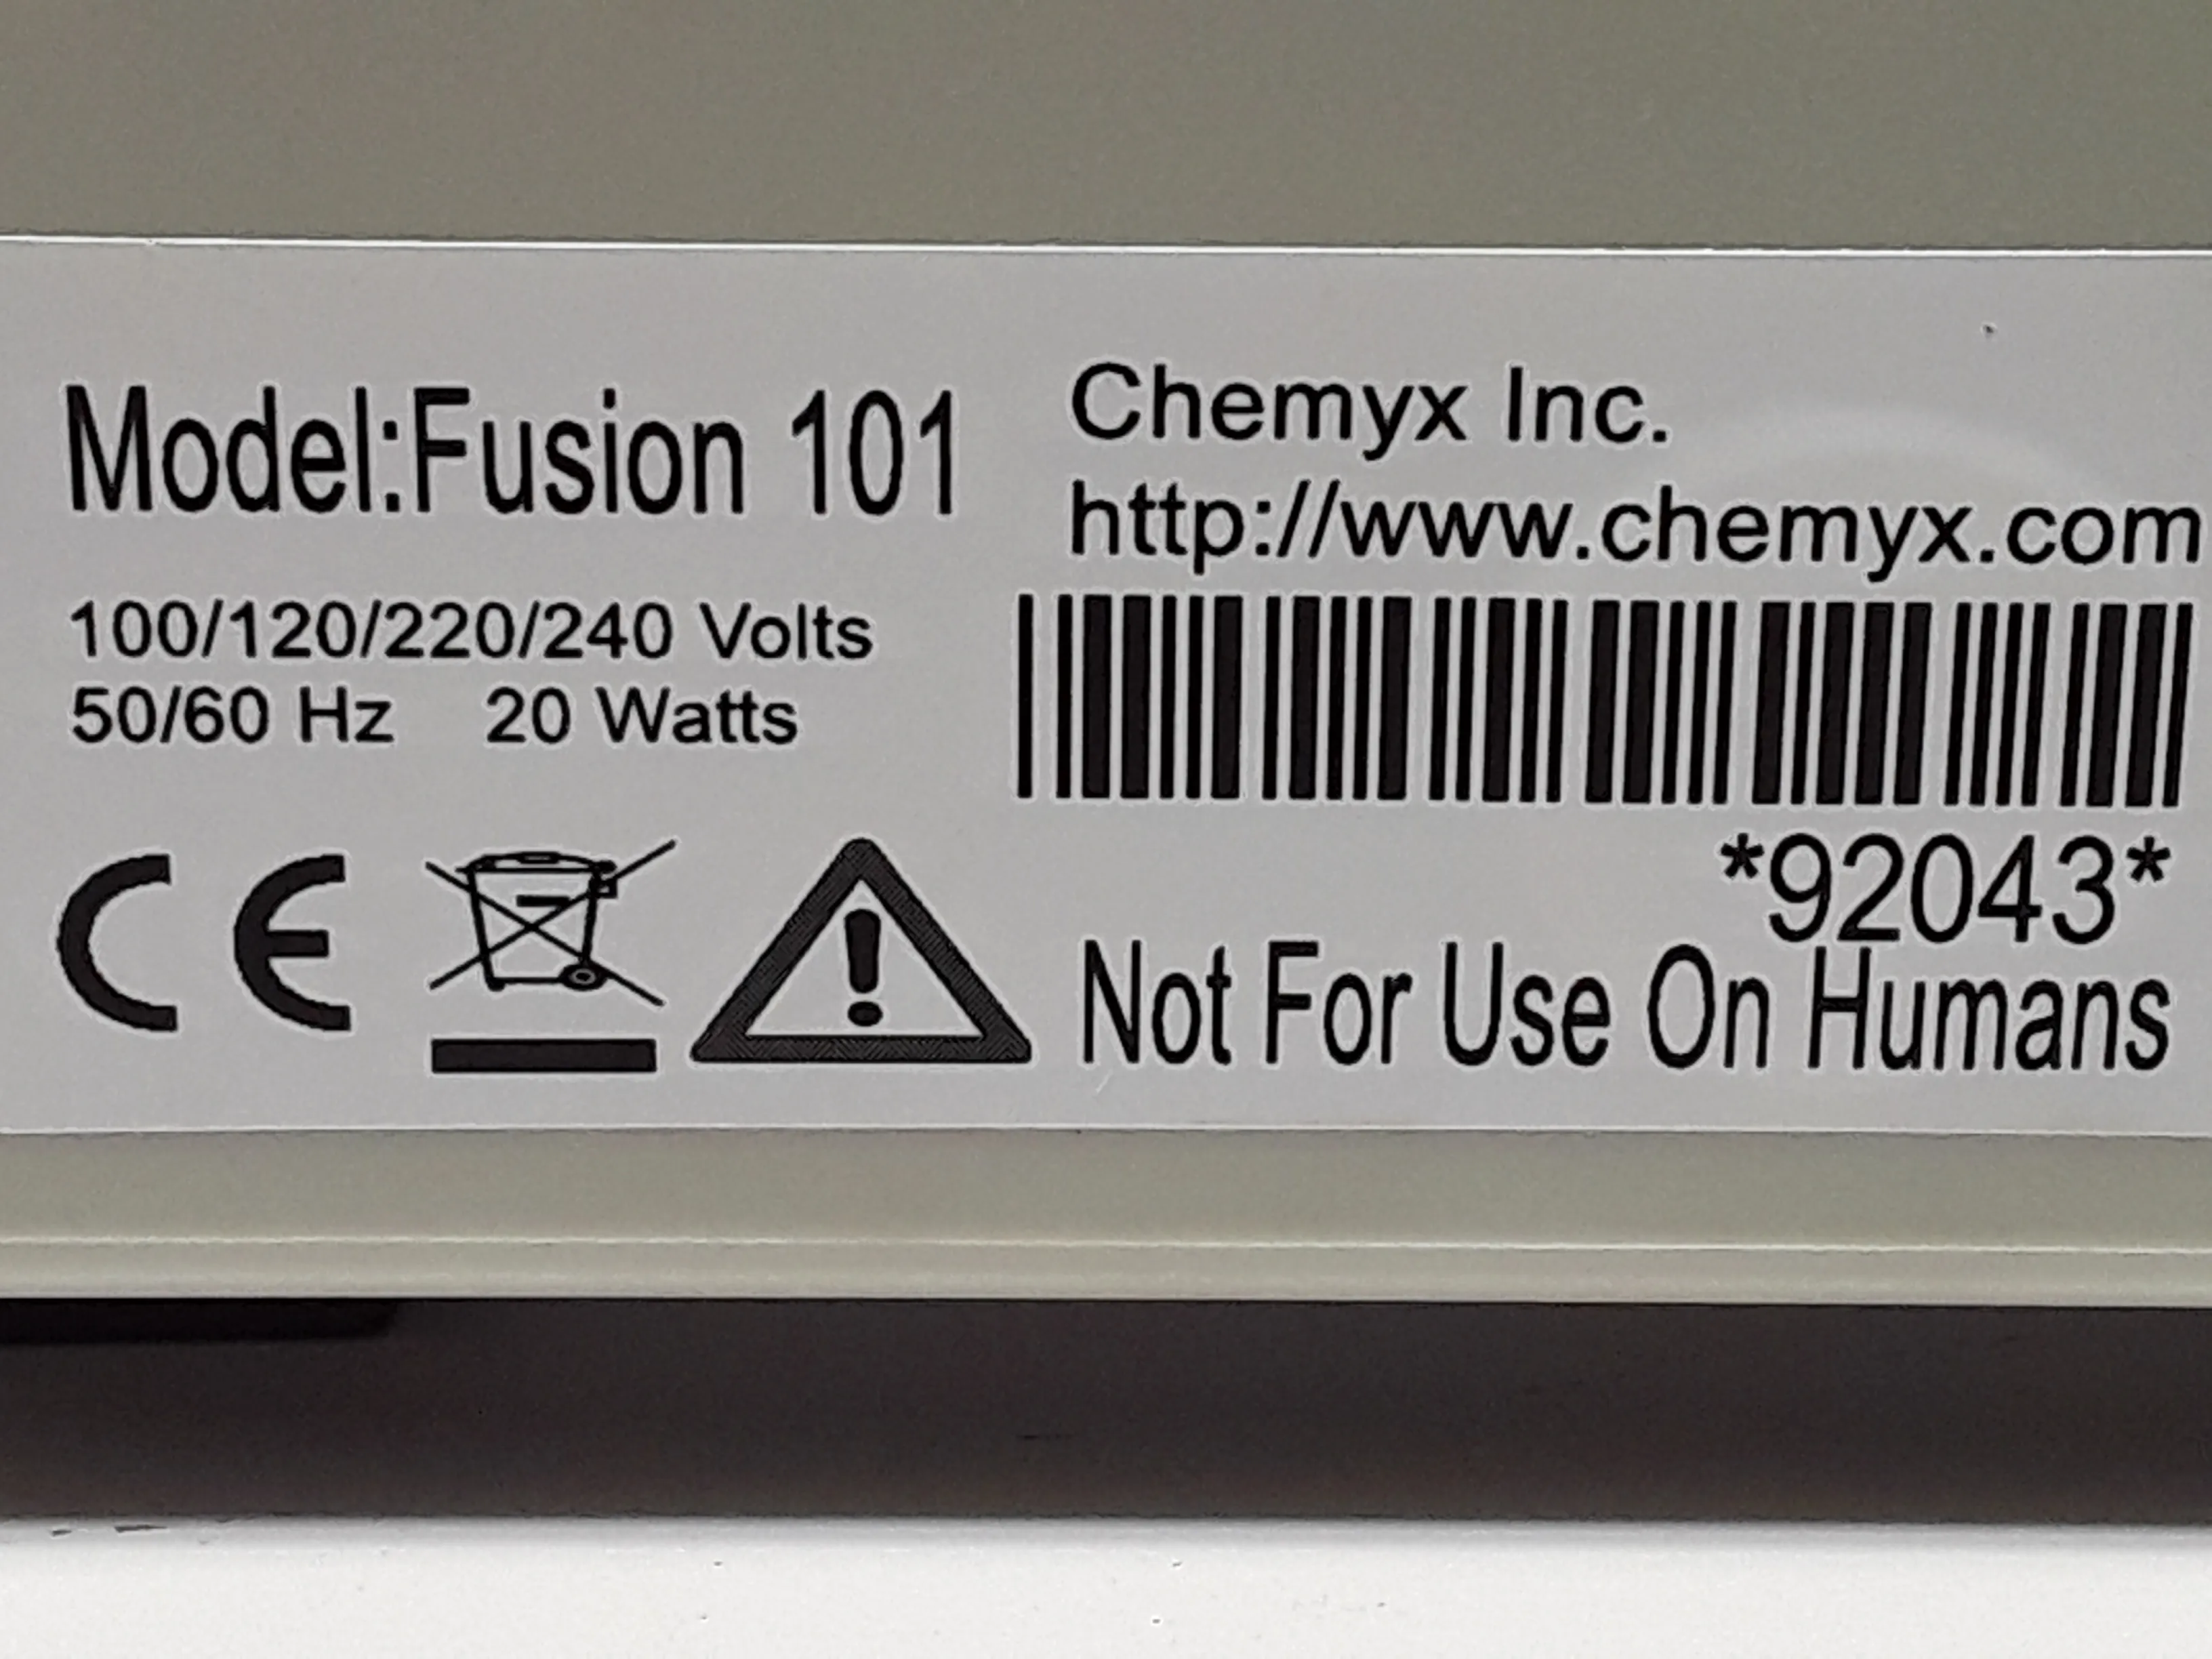 Model:Fusion 101
100/120/220/240 Volts
50/60 Hz 20 Watts
CE
Chemyx Inc.
http://www.chemyx.com
*92043*
Not For Use On Humans